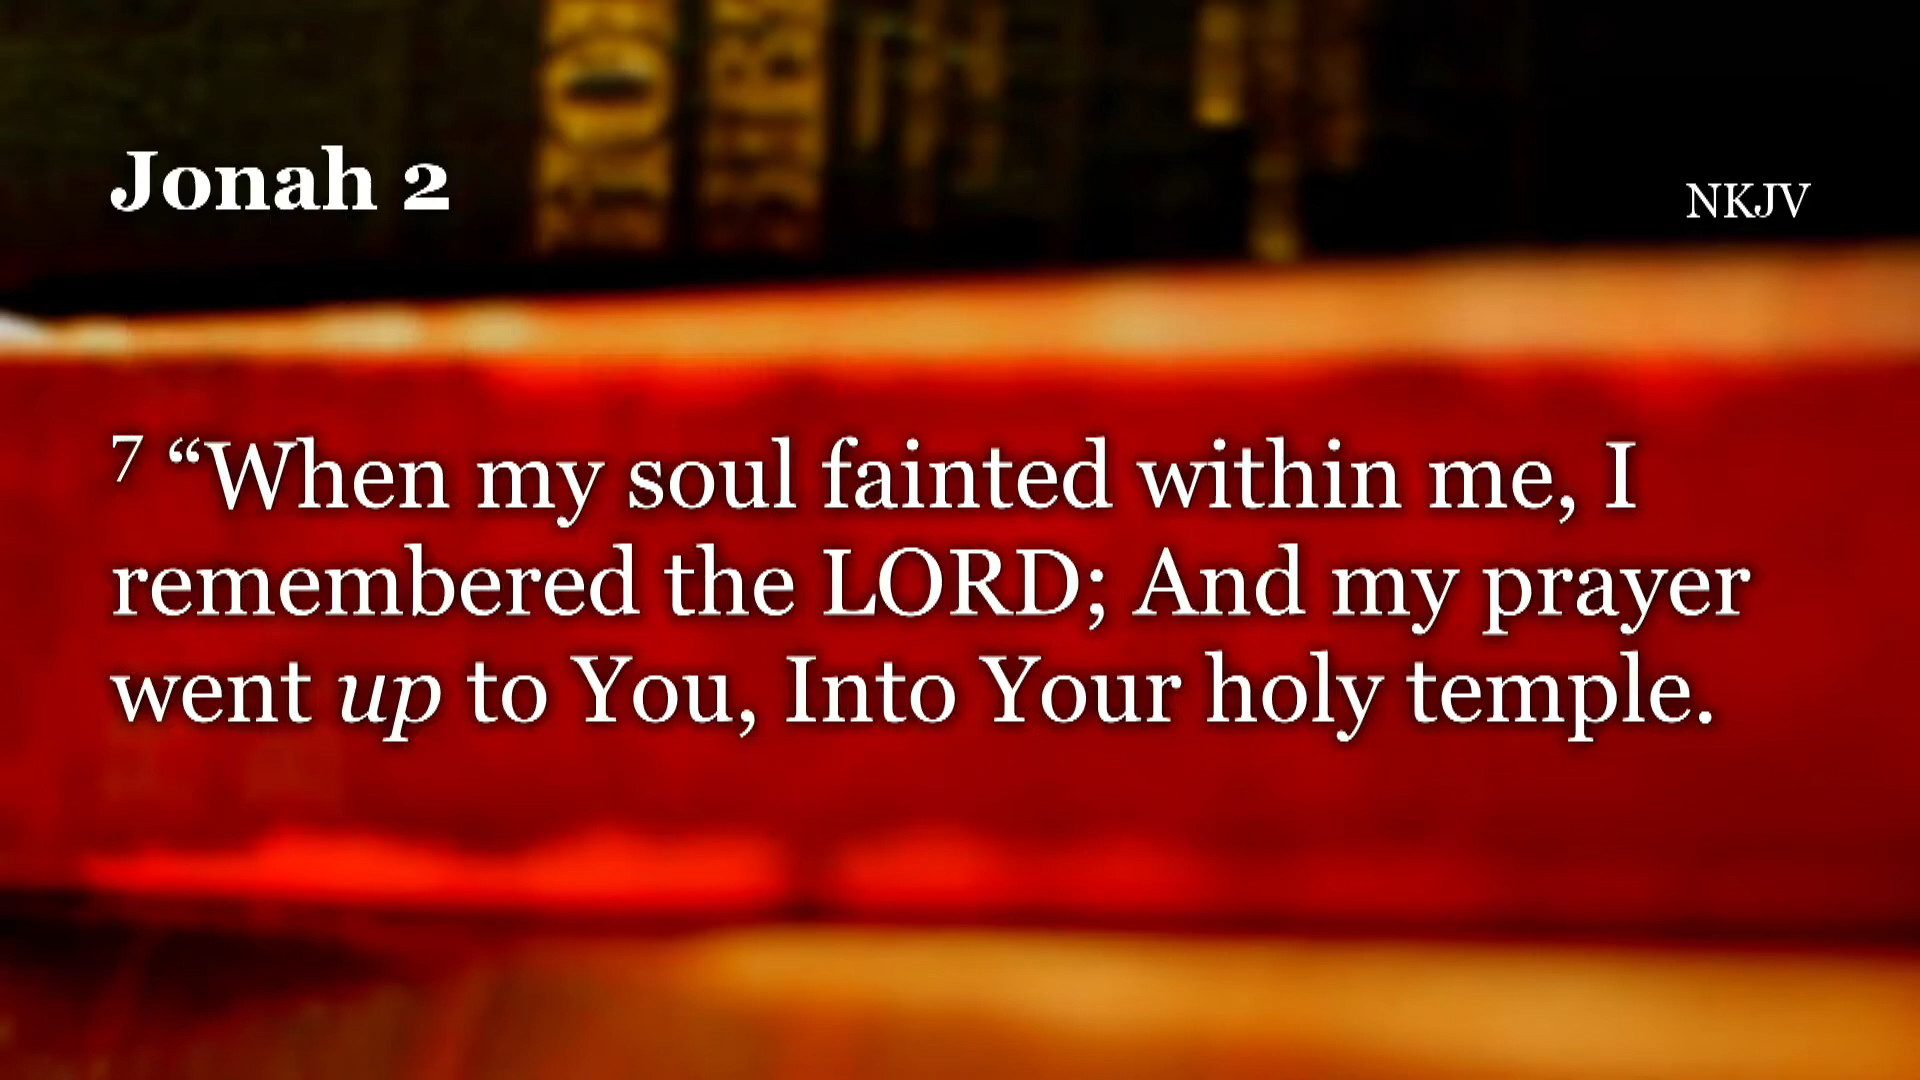 Jonah 2
NKJV
7 “When my soul fainted within me, I
remembered the LORD; And my prayer
went up to You, Into Your holy temple.